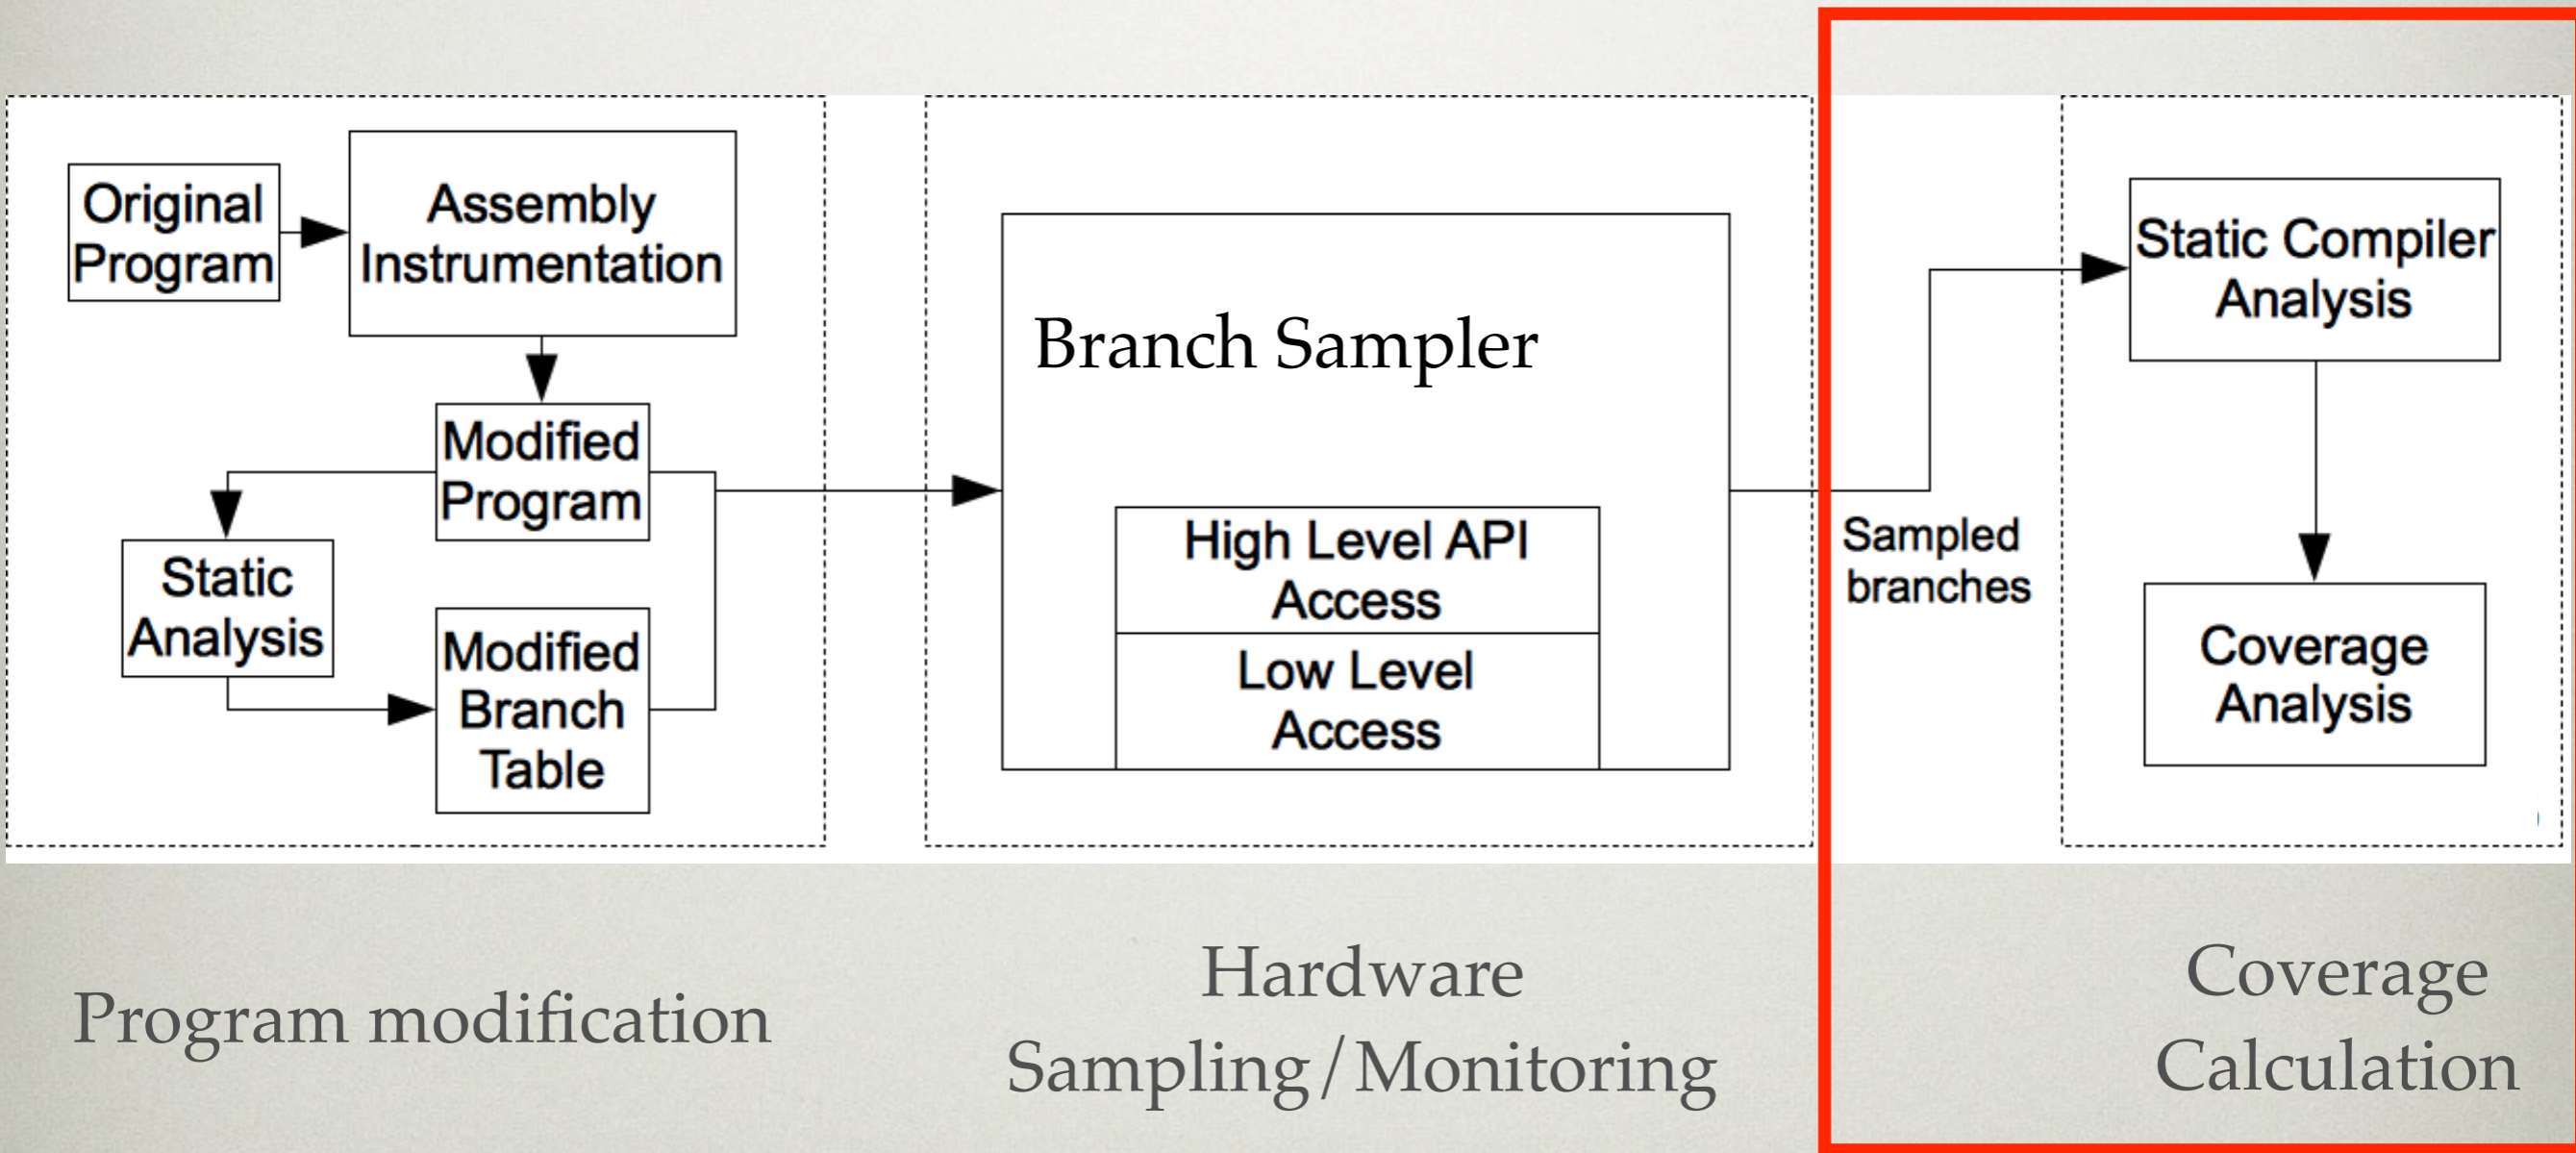 Original
Program
Assembly
Instrumentation
Modified
Program
Static
Analysis
Modified
Branch
Table
Branch Sampler
High Level API
Access
Low Level
Access
Sampled
branches
Static Compiler
Analysis
Coverage
Analysis
Program modification
Hardware
Sampling/Monitoring
Coverage
Calculation